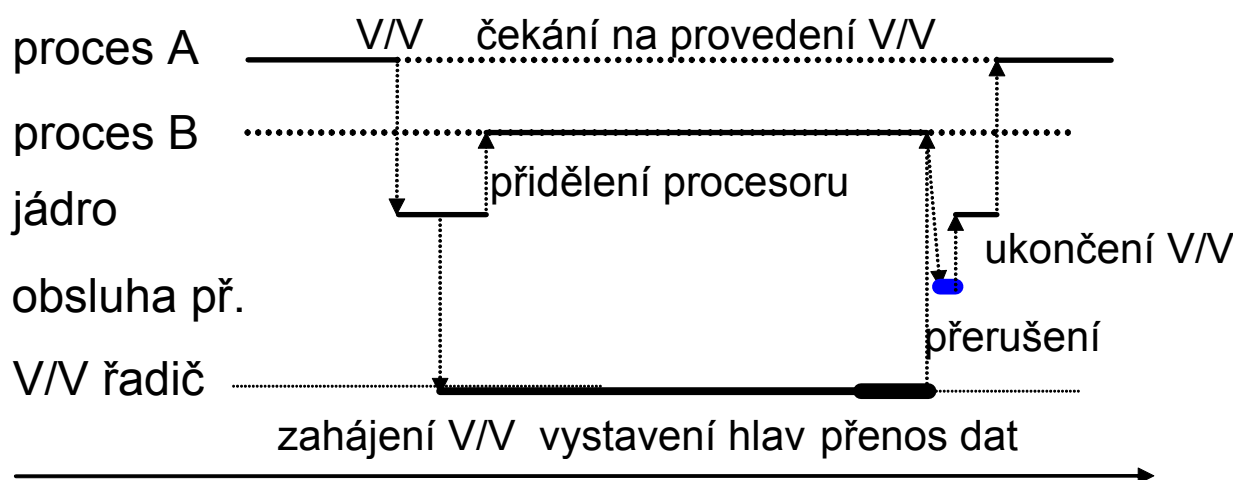 proces A
V/V
čekání na provedení V/V
proces B
přidělení procesoru
jádro
ukončení V/V
obsluha př.
přerušení
V/V řadič
zahájení V/V vystavení hlav přenos dat